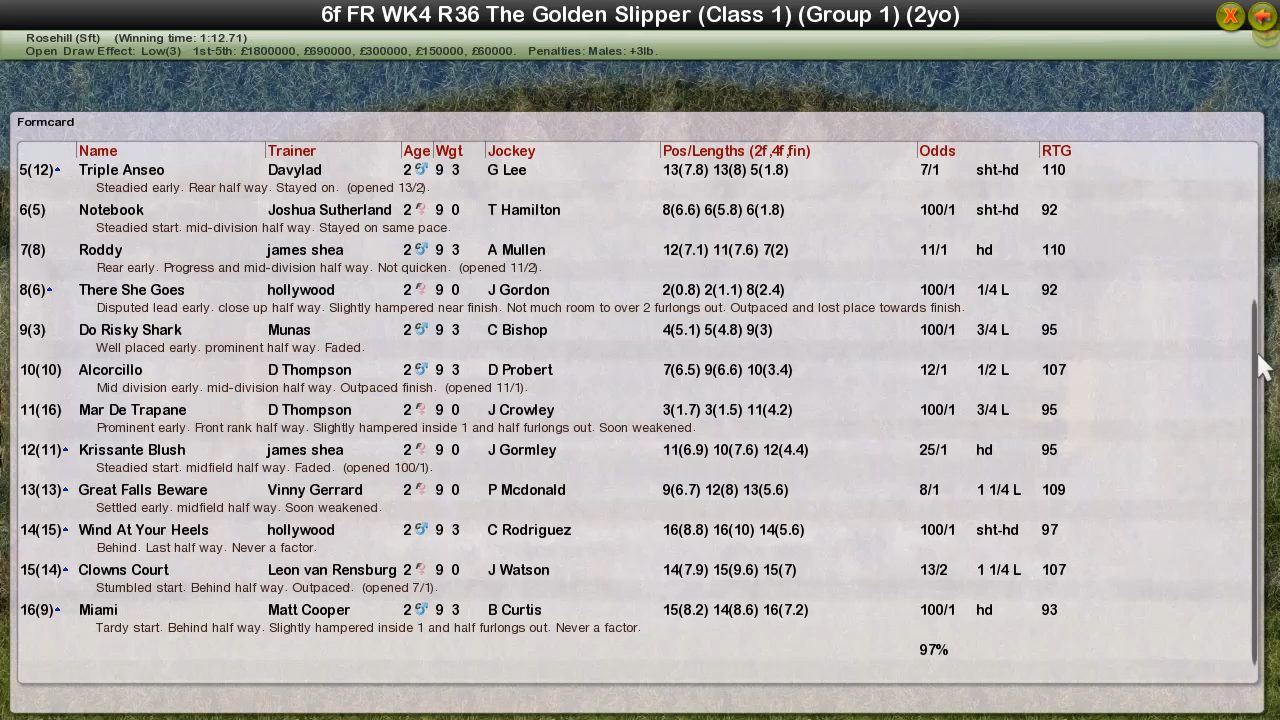 6f FR WK4 R36 The Golden Slipper (Class 1) (Group 1) (2yo)
X
Rosehill (Sft) (Winning time: 1:12.71)
Open Draw Effect: Low(3) 1st-5th: £1800000, £690000, £300000, £150000, £60000. Penalties: Males: +3lb.
Formcard
Name Trainer Age Wgt Jockey Pos/Lengths (2f,4f,fin) Odds RTG
5(12) Triple Anseo Davylad 2 9 3 G Lee 13(7.8) 13(8) 5(1.8) 7/1 sht-hd 110
Steadied early. Rear half way. Stayed on. (opened 13/2).
6(5) Notebook Joshua Sutherland 2 9 0 T Hamilton 8(6.6) 6(5.8) 6(1.8) 100/1 sht-hd 92
Steadied start. mid-division half way. Stayed on same pace.
7(8) Roddy james shea 2 9 3 A Mullen 12(7.1) 11(7.6) 7(2) 11/1 hd 110
Rear early. Progress and mid-division half way. Not quicken. (opened 11/2).
8(6) There She Goes hollywood 2 9 0 J Gordon 2(0.8) 2(1.1) 8(2.4) 100/1 1/4 L 92
Disputed lead early. close up half way. Slightly hampered near finish. Not much room to over 2 furlongs out. Outpaced and lost place towards finish.
9(3) Do Risky Shark Munas 2 9 3 C Bishop 4(5.1) 5(4.8) 9(3) 100/1 3/4 L 95
Well placed early. prominent half way. Faded.
10(10) Alcorcillo D Thompson 2 9 3 D Probert 7(6.5) 9(6.6) 10(3.4) 12/1 1/2 L 107
Mid division early. mid-division half way. Outpaced finish. (opened 11/1).
11(16) Mar De Trapane D Thompson 2 9 0 J Crowley 3(1.7) 3(1.5) 11(4.2) 100/1 3/4 L 95
Prominent early. Front rank half way. Slightly hampered inside 1 and half furlongs out. Soon weakened.
12(11) Krissante Blush james shea 2 9 0 J Gormley 11(6.9) 10(7.6) 12(4.4) 25/1 hd 95
Steadied start. midfield half way. Faded. (opened 100/1).
13(13) Great Falls Beware Vinny Gerrard 2 9 0 P Mcdonald 9(6.7) 12(8) 13(5.6) 8/1 1 1/4 L 109
Settled early. midfield half way. Soon weakened.
14(15) Wind At Your Heels hollywood 2 9 3 C Rodriguez 16(8.8) 16(10) 14(5.6) 100/1 sht-hd 97
Behind. Last half way. Never a factor.
15(14) Clowns Court Leon van Rensburg 2 9 0 J Watson 14(7.9) 15(9.6) 15(7) 13/2 1 1/4 L 107
Stumbled start. Behind half way. Outpaced. (opened 7/1).
16(9) Miami Matt Cooper 2 9 3 B Curtis 15(8.2) 14(8.6) 16(7.2) 100/1 hd 93
Tardy start. Behind half way. Slightly hampered inside 1 and half furlongs out. Never a factor.
97%